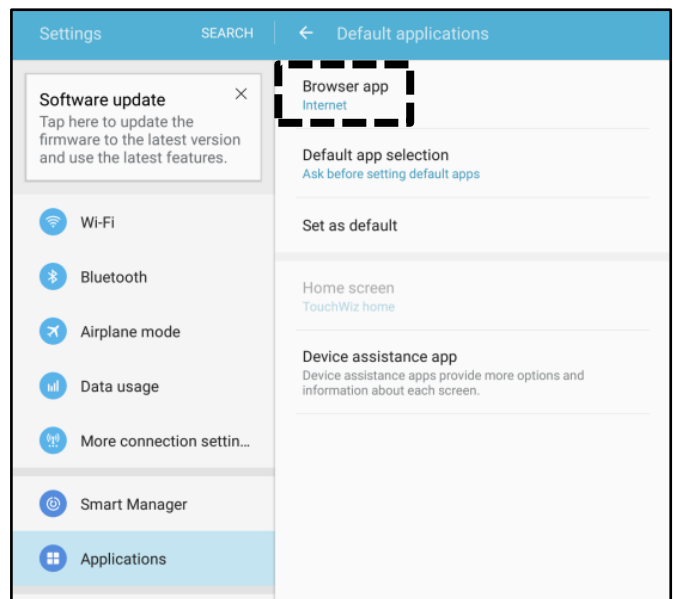 Settings
SEARCH
Default applications
Software update
Tap here to update the
firmware to the latest version
and use the latest features.
Wi-Fi
Bluetooth
Airplane mode
Data usage
More connection settin...
Smart Manager
Applications
Browser app
Internet
Default app selection
Ask before setting default apps
Set as default
Home screen
TouchWiz home
Device assistance app
Device assistance apps provide more options and
information about each screen.